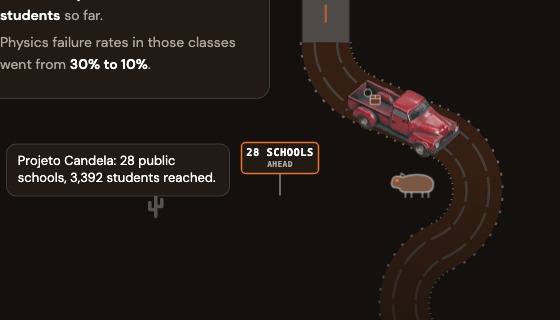 students so far.
Physics failure rates in those classes
went from 30% to 10%.
Projeto Candela: 28 public
schools, 3,392 students reached.
28 SCHOOLS
AHEAD